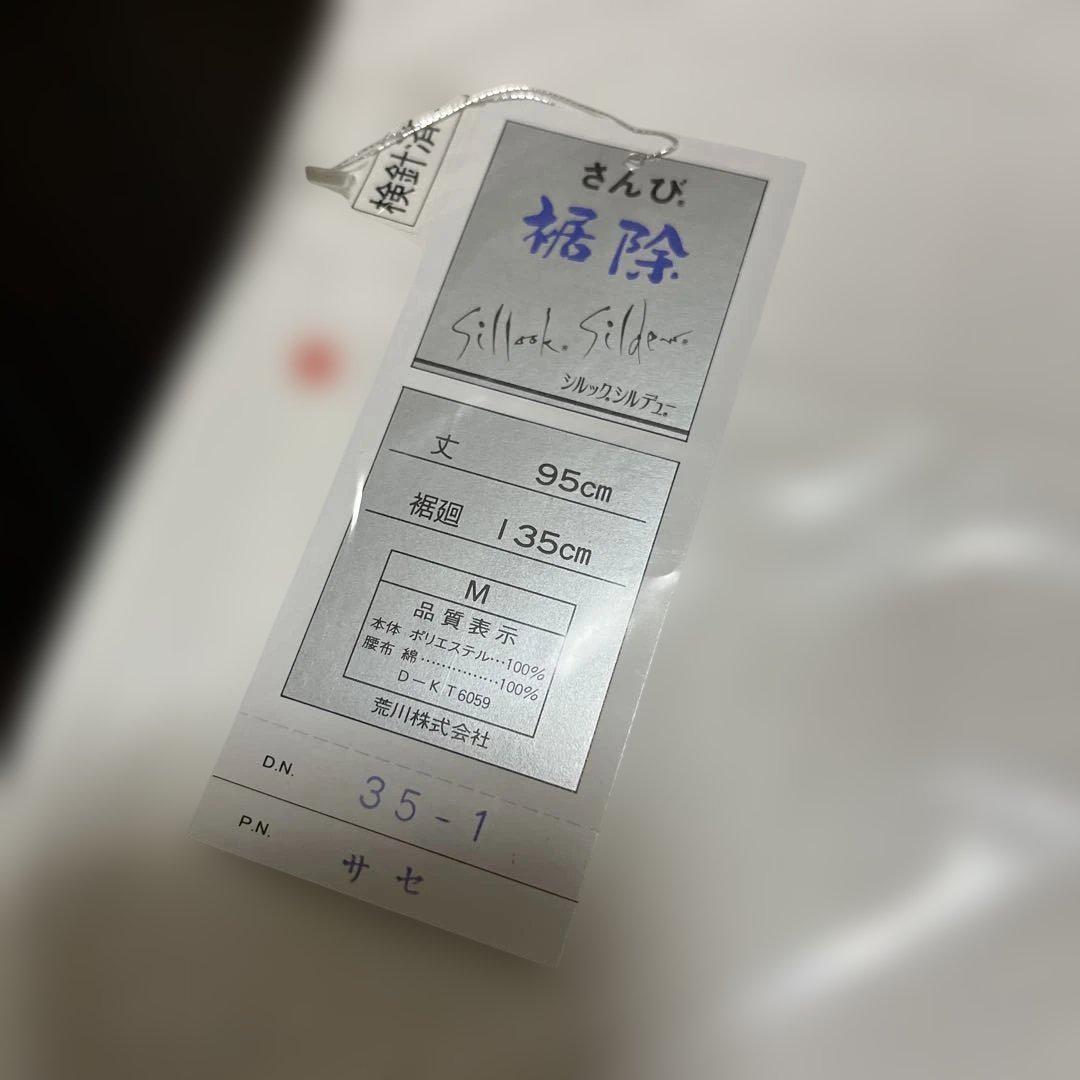 検針済
さんび®
裾除
Sillook® Sildew®
シルック®シルデュー®
丈 95cm
裾廻 135cm
M
品質表示
本体 ポリエステル…100%
腰布 綿……………100%
D-KT6059
荒川株式会社
D.N. 35-1
P.N. サセ